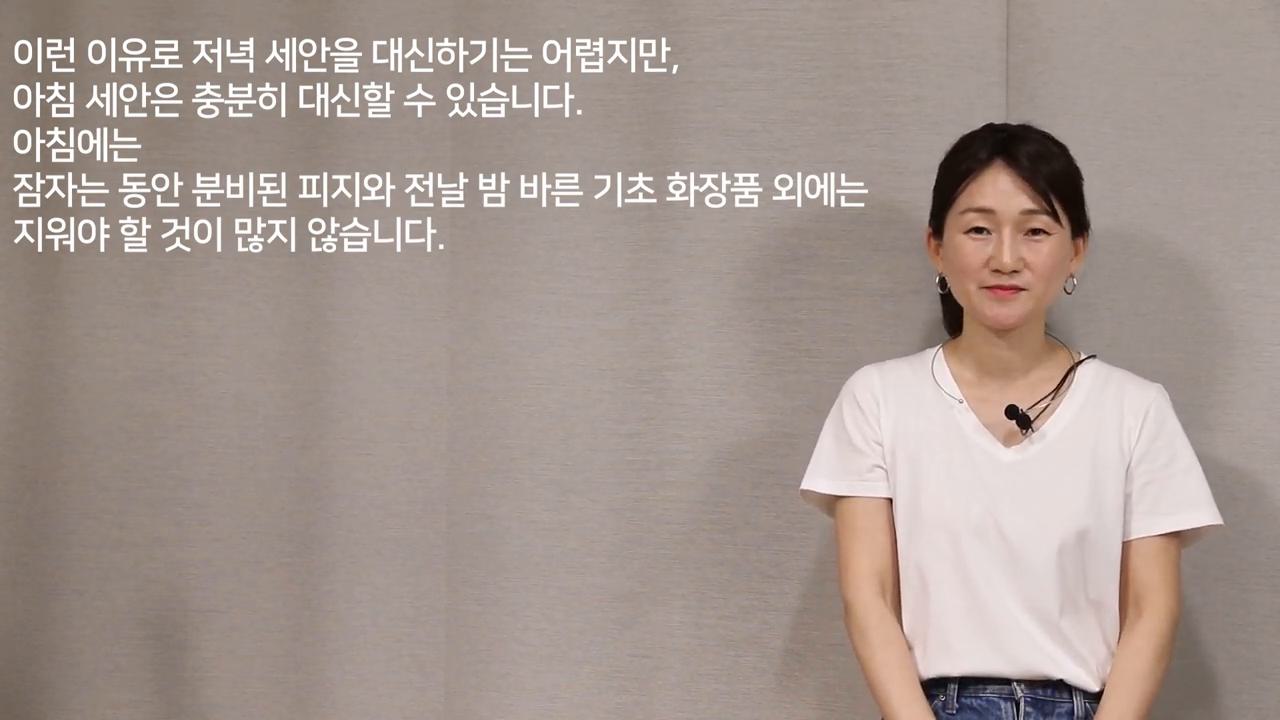 이런 이유로 저녁 세안을 대신하기는 어렵지만,
아침 세안은 충분히 대신할 수 있습니다.
아침에는
잠자는 동안 분비된 피지와 전날 밤 바른 기초 화장품 외에는
지워야 할 것이 많지 않습니다.